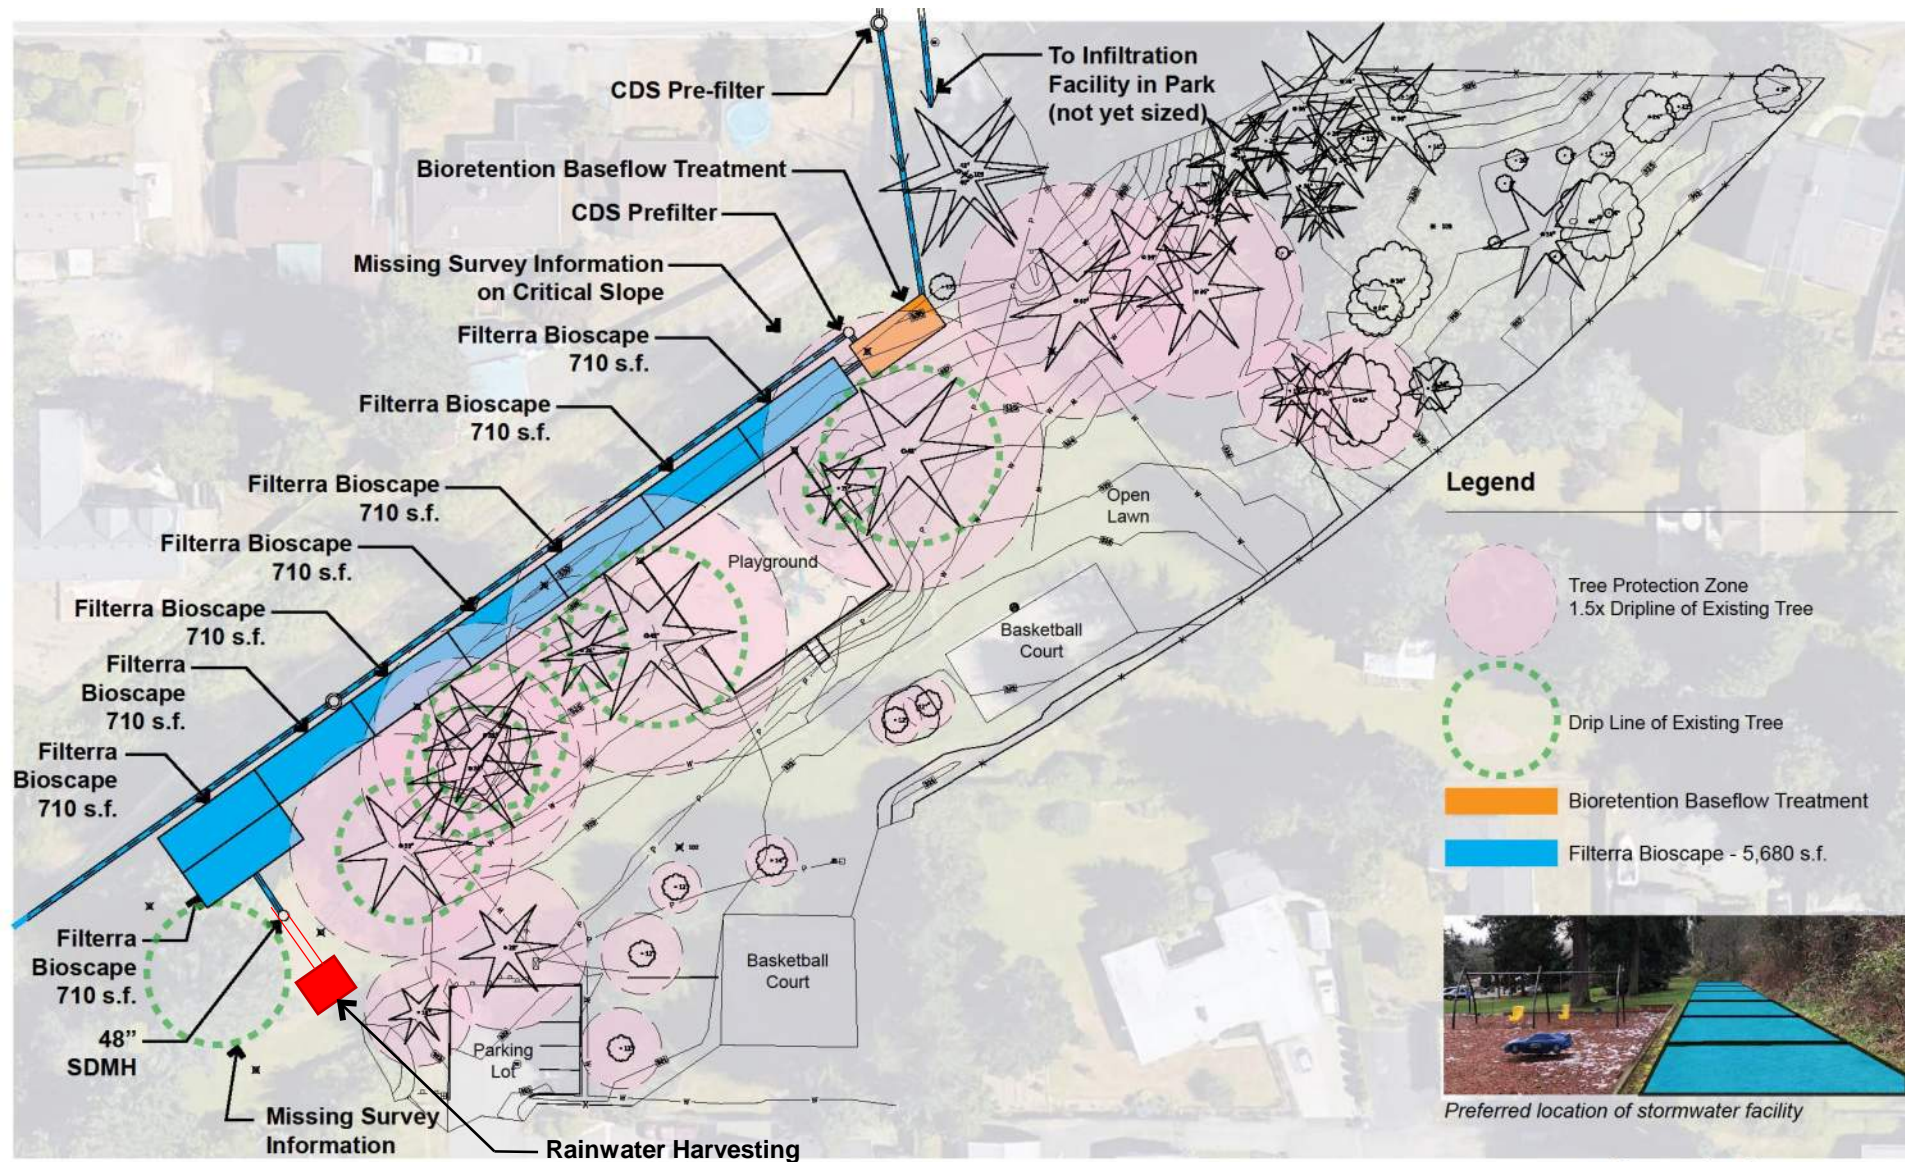 CDS Pre-filter
To Infiltration
Facility in Park
(not yet sized)
Bioretention Baseflow Treatment
CDS Prefilter
Missing Survey Information
on Critical Slope
Filterra Bioscape
710 s.f.
Filterra Bioscape
710 s.f.
Filterra Bioscape
710 s.f.
Filterra Bioscape
710 s.f.
Filterra Bioscape
710 s.f.
Filterra
Bioscape
710 s.f.
Filterra
Bioscape
710 s.f.
Filterra
Bioscape
710 s.f.
48”
SDMH
Missing Survey
Information
Rainwater Harvesting
Playground
Open
Lawn
Basketball
Court
Basketball
Court
Parking
Lot
Legend
Tree Protection Zone
1.5x Dripline of Existing Tree
Drip Line of Existing Tree
Bioretention Baseflow Treatment
Filterra Bioscape - 5,680 s.f.
Preferred location of stormwater facility